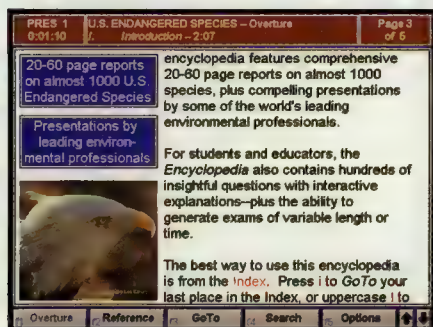 PRES 1
0:01:10
U.S. ENDANGERED SPECIES – Overture
I. Introduction – 2:07
Page 3
of 5
20-60 page reports
on almost 1000 U.S.
Endangered Species
Presentations by
leading environ-
mental professionals
encyclopedia features comprehensive
20-60 page reports on almost 1000
species, plus compelling presentations
by some of the world's leading
environmental professionals.
For students and educators, the
Encyclopedia also contains hundreds of
insightful questions with interactive
explanations--plus the ability to
generate exams of variable length or
time.
The best way to use this encyclopedia
is from the Index. Press i to GoTo your
last place in the Index, or uppercase I to
Overture
Reference
GoTo
Search
Options